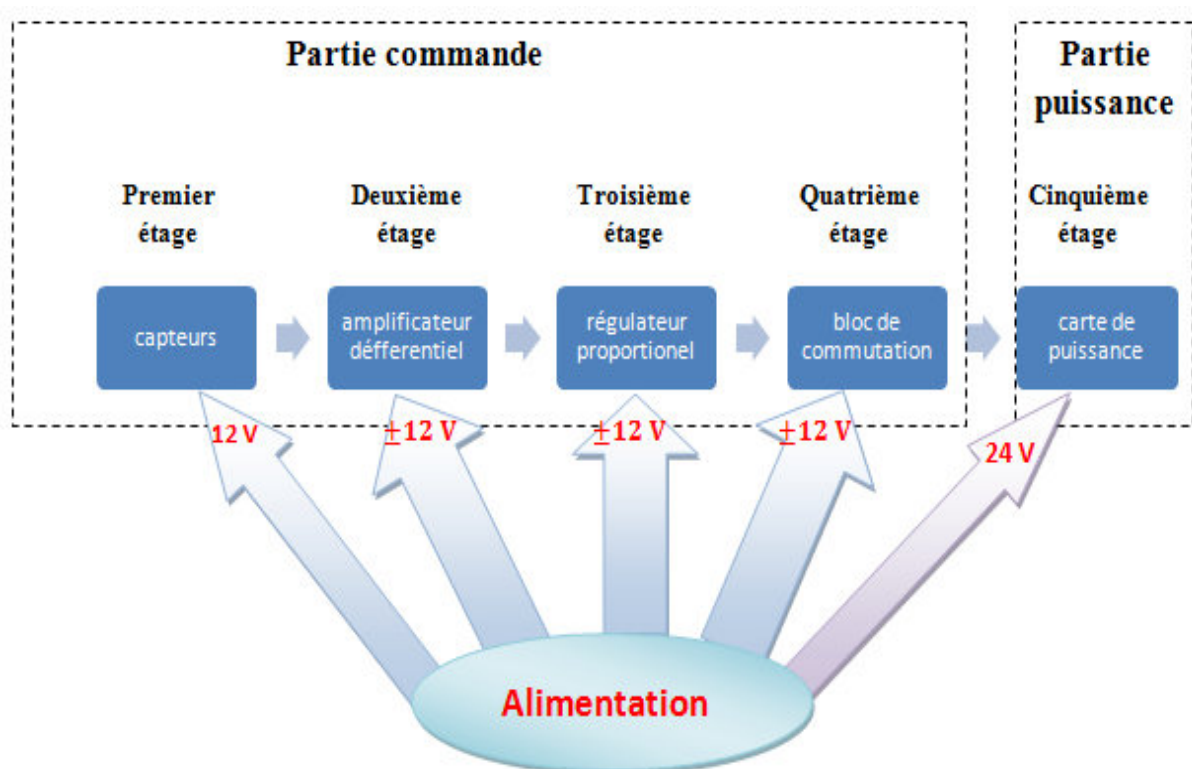 Partie commande
Partie
puissance
Premier
étage
Deuxième
étage
Troisième
étage
Quatrième
étage
Cinquième
étage
capteurs
amplificateur
défferentiel
régulateur
proportionel
bloc de
commutation
carte de
puissance
12 V
±12 V
±12 V
±12 V
24 V
Alimentation